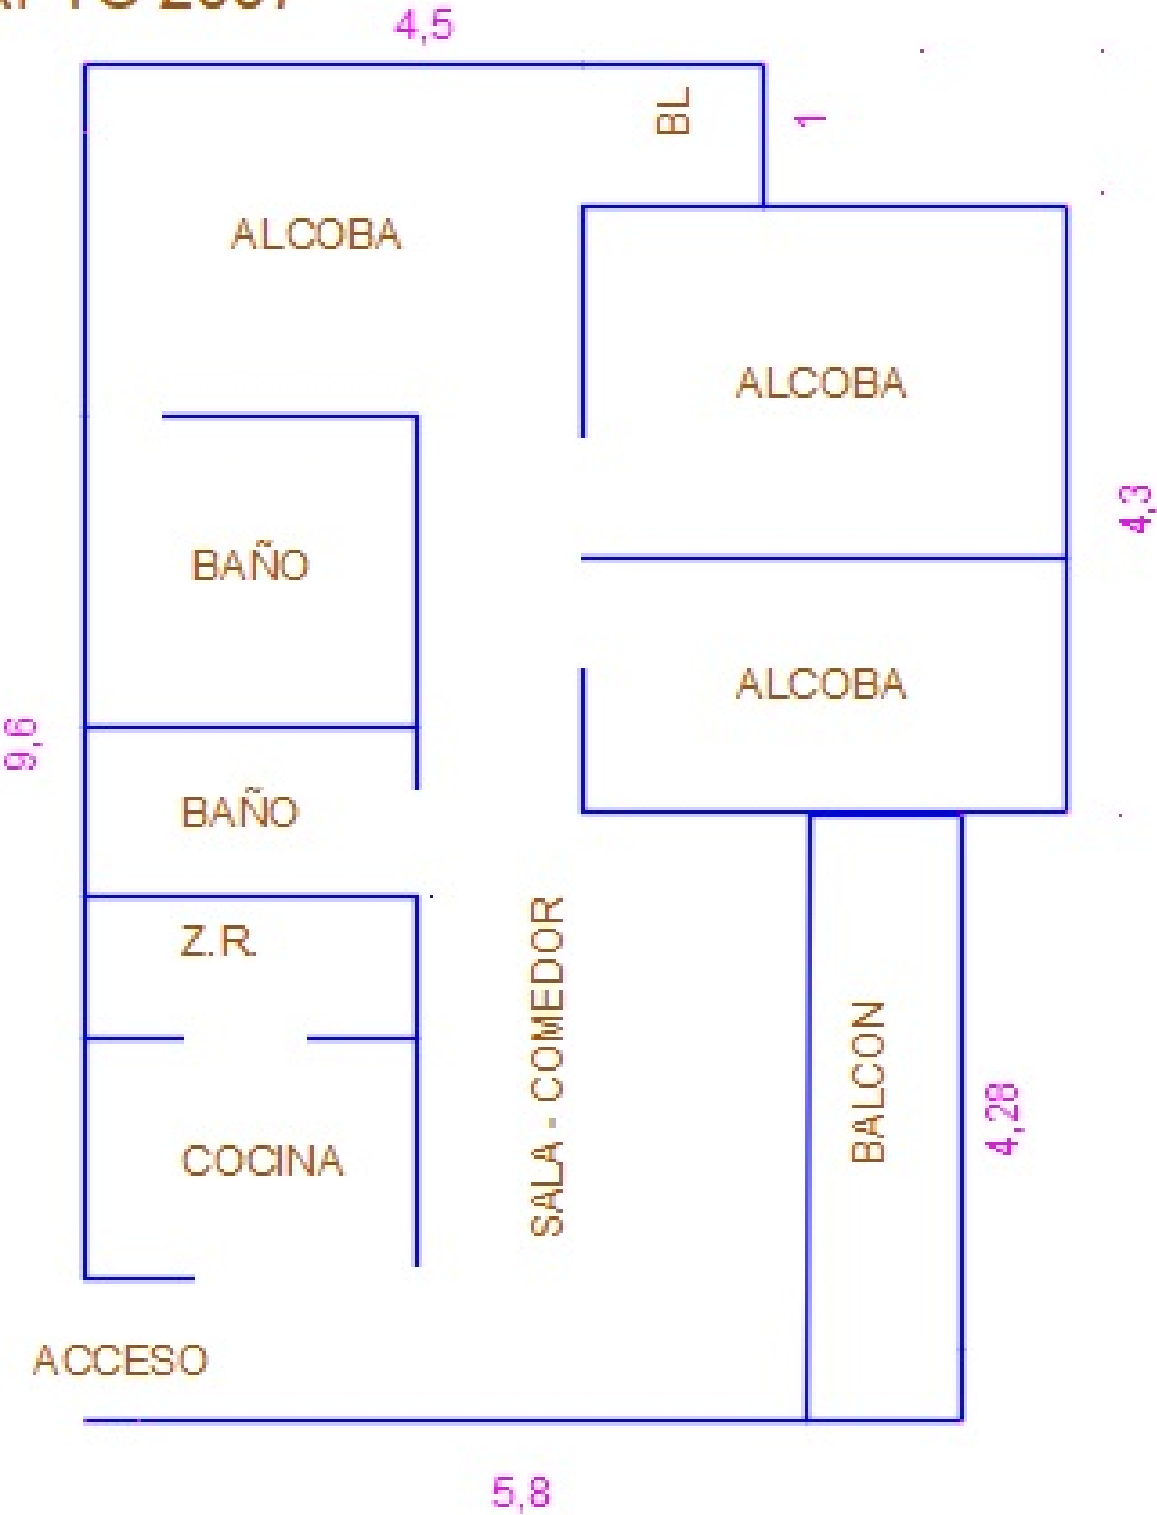 4,5
BL
1
ALCOBA
ALCOBA
4,3
BAÑO
ALCOBA
9,6
BAÑO
Z.R.
SALA - COMEDOR
BALCON
4,28
COCINA
ACCESO
5,8